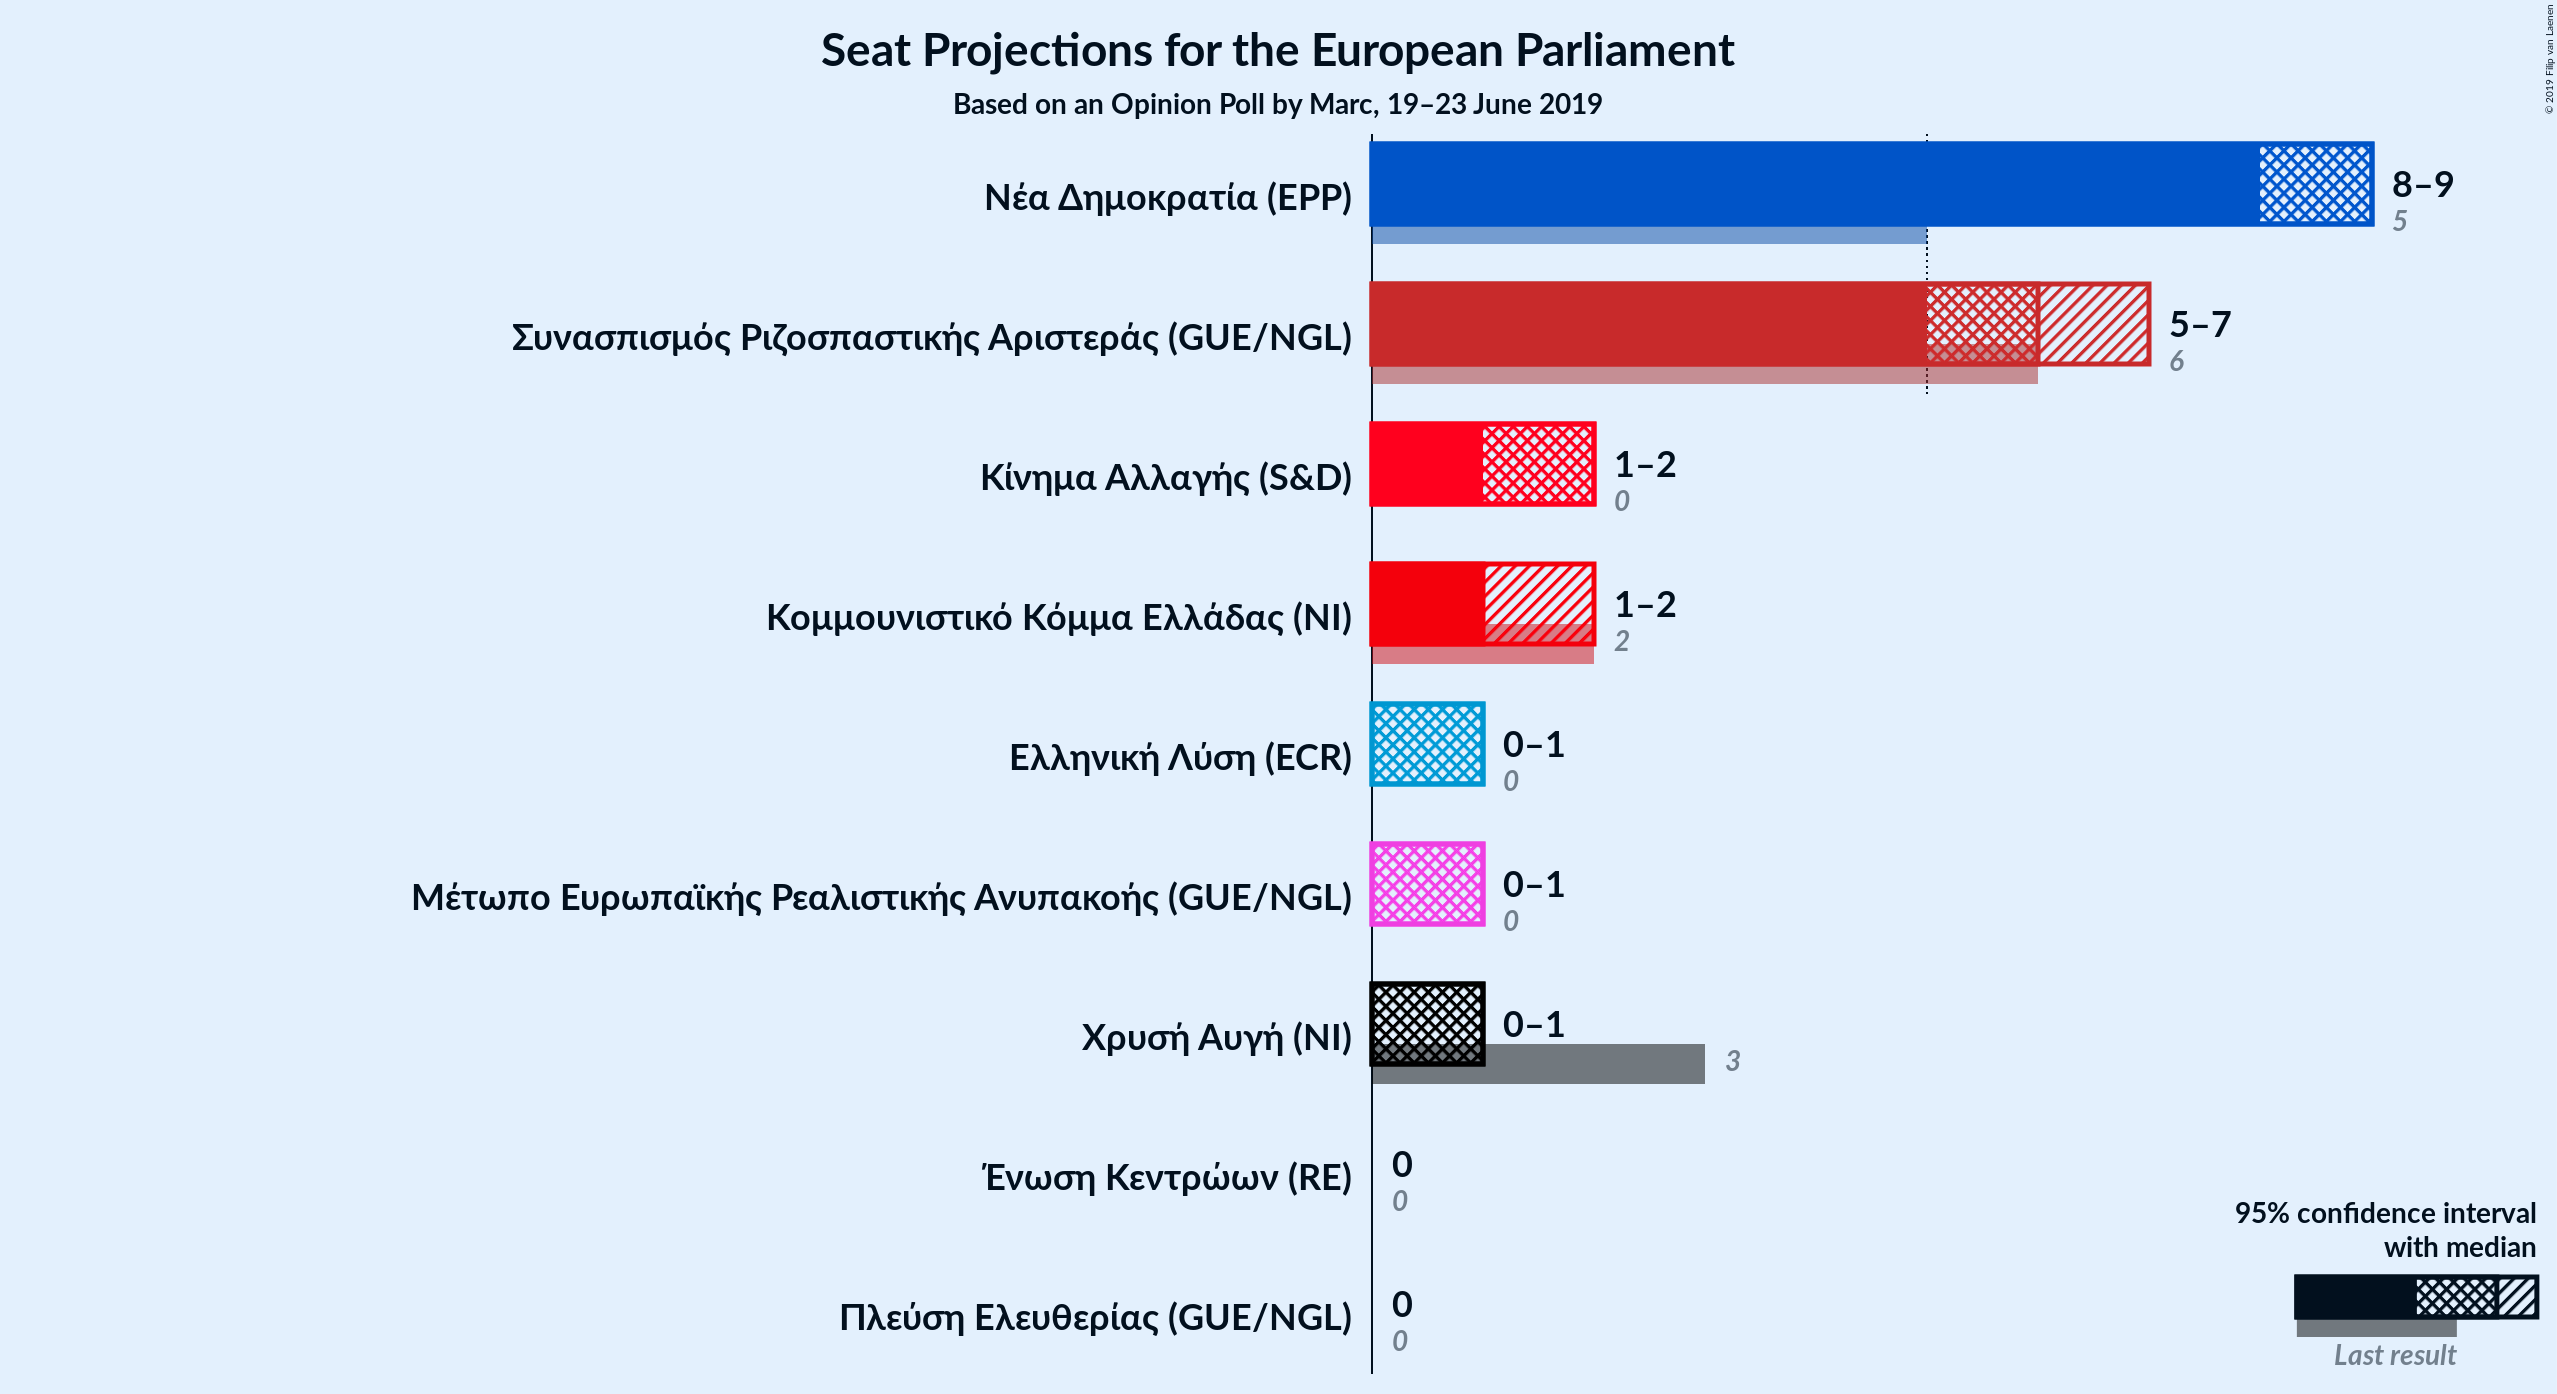 Seat Projections for the European Parliament
Based on an Opinion Poll by Marc, 19–23 June 2019
© 2019 Filip van Laenen
Νέα Δημοκρατία (EPP)
8–9
5
Συνασπισμός Ριζοσπαστικής Αριστεράς (GUE/NGL)
5–7
6
Κίνημα Αλλαγής (S&D)
1–2
0
Κομμουνιστικό Κόμμα Ελλάδας (NI)
1–2
2
Ελληνική Λύση (ECR)
0–1
0
Μέτωπο Ευρωπαϊκής Ρεαλιστικής Ανυπακοής (GUE/NGL)
0–1
0
Χρυσή Αυγή (NI)
0–1
3
Ένωση Κεντρώων (RE)
0
0
Πλεύση Ελευθερίας (GUE/NGL)
0
0
95% confidence interval
with median
Last result